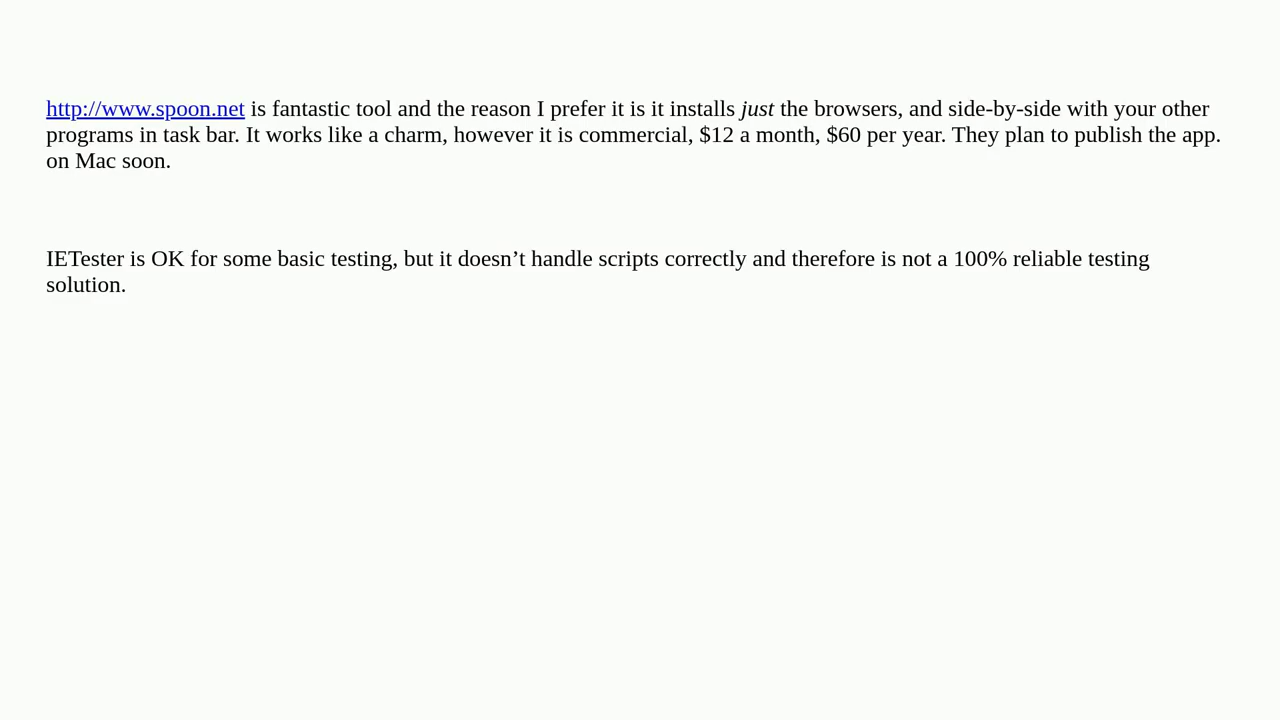 http://www.spoon.net is fantastic tool and the reason I prefer it is it installs just the browsers, and side-by-side with your other
programs in task bar. It works like a charm, however it is commercial, $12 a month, $60 per year. They plan to publish the app.
on Mac soon.
IETester is OK for some basic testing, but it doesn’t handle scripts correctly and therefore is not a 100% reliable testing
solution.